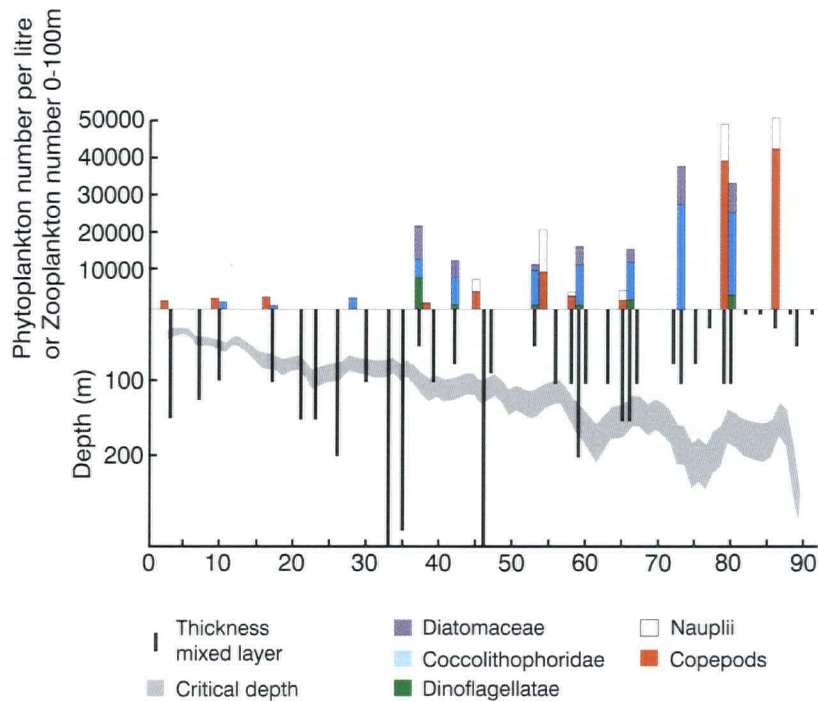 Phytoplankton number per litre
or Zooplankton number 0-100m
50000
40000
30000
20000
10000
Depth (m)
100
200
0 10 20 30 40 50 60 70 80 90
Thickness
mixed layer
Critical depth
Diatomaceae
Coccolithophoridae
Dinoflagellatae
Nauplii
Copepods